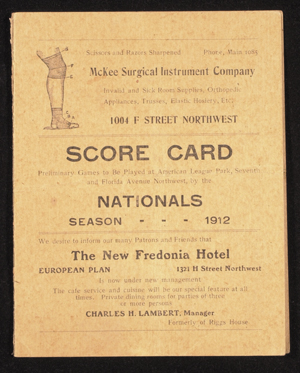 Scissors and Razors Sharpened Phone, Main
McKee Surgical Instrument Company
Invalid and Sick Room Supplies, Orthopedic
Appliances, Trusses, Elastic Hosiery, Etc.
1004 F STREET NORTHWEST
SCORE CARD
Preliminary Games to Be Played at American League Park, Seventh
and Florida Avenue Northwest, by the
NATIONALS
SEASON - - - 1912
We desire to inform our many Patrons and Friends that
The New Fredonia Hotel
EUROPEAN PLAN 1321 H Street Northwest
Is now under new management
The cafe service and cuisine will be our special feature at all
times. Private dining rooms for parties of three
or more persons
CHARLES H. LAMBERT, Manager
Formerly of Riggs House